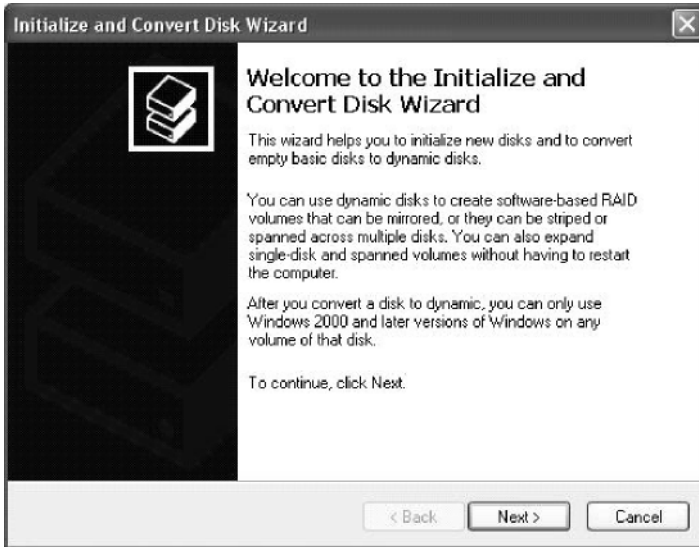 Initialize and Convert Disk Wizard
Welcome to the Initialize and
Convert Disk Wizard
This wizard helps you to initialize new disks and to convert
empty basic disks to dynamic disks.
You can use dynamic disks to create software-based RAID
volumes that can be mirrored, or they can be striped or
spanned across multiple disks. You can also expand
single-disk and spanned volumes without having to restart
the computer.
After you convert a disk to dynamic, you can only use
Windows 2000 and later versions of Windows on any
volume of that disk.
To continue, click Next.
< Back
Next >
Cancel